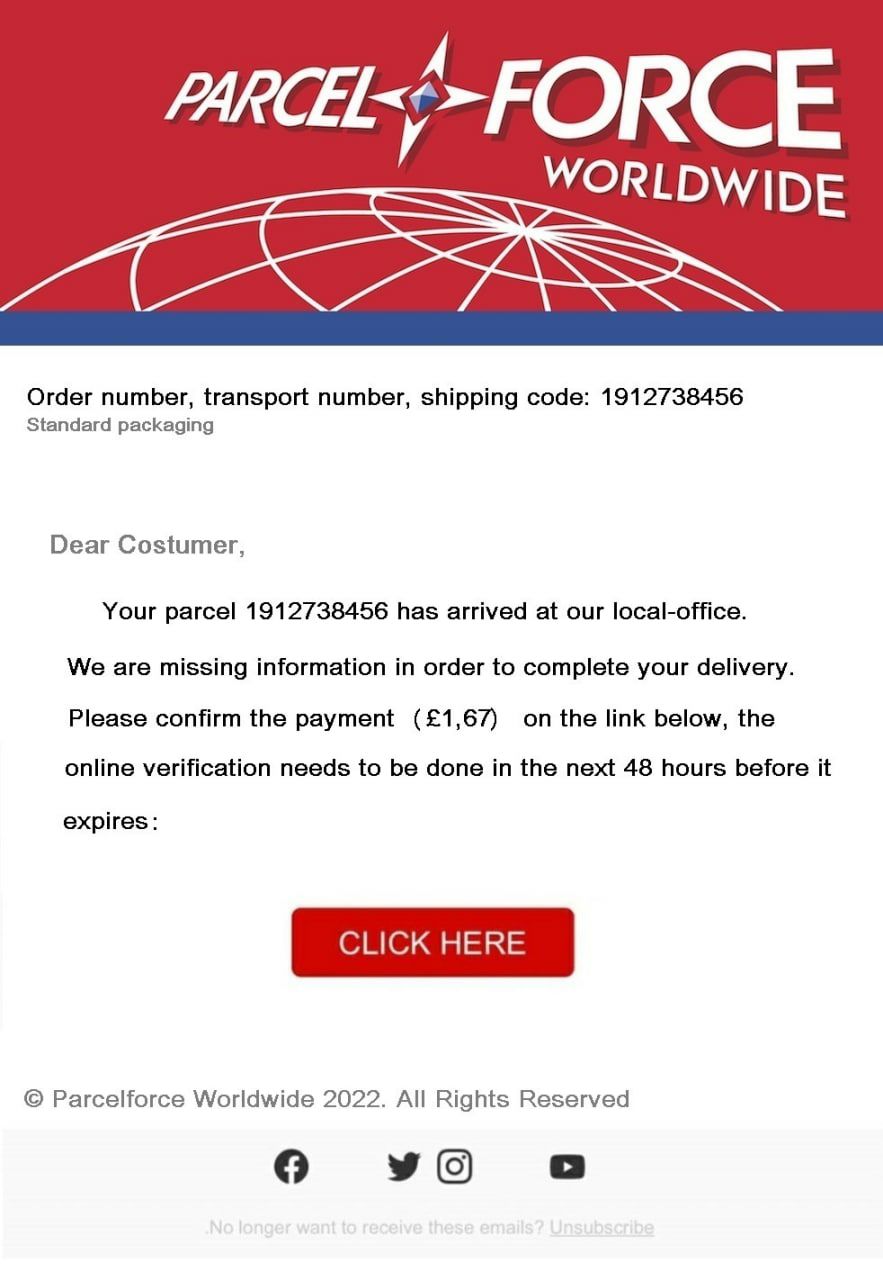 PARCEL FORCE
WORLDWIDE
Order number, transport number, shipping code: 1912738456
Standard packaging
Dear Costumer,
Your parcel 1912738456 has arrived at our local-office.
We are missing information in order to complete your delivery.
Please confirm the payment (£1,67) on the link below, the
online verification needs to be done in the next 48 hours before it
expires:
CLICK HERE
© Parcelforce Worldwide 2022. All Rights Reserved
.No longer want to receive these emails? Unsubscribe